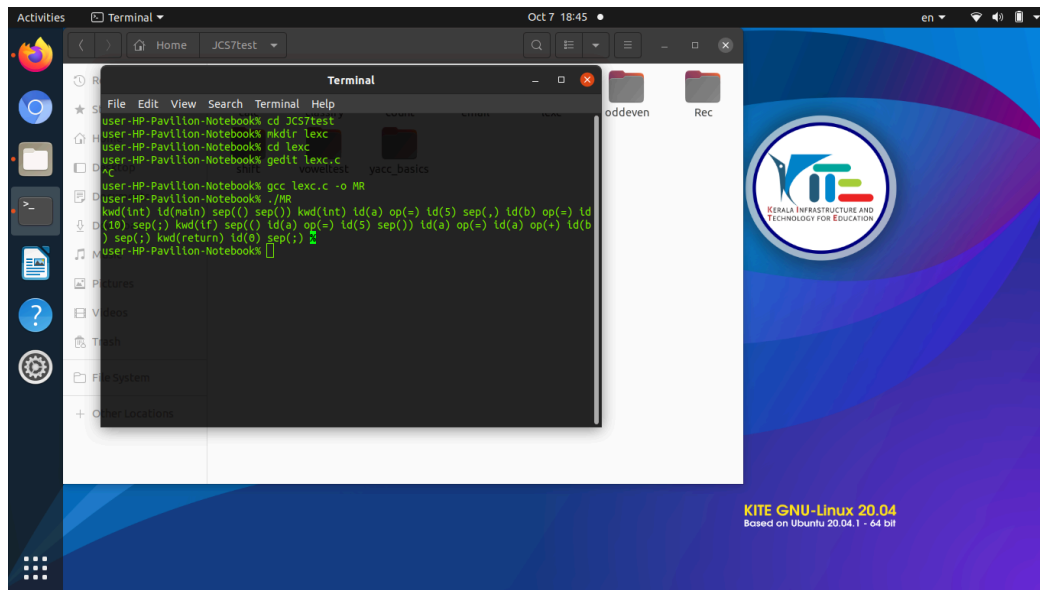 Activities
Terminal
Oct 7 18:45
en
Home
JCS7test
Terminal
File Edit View Search Terminal Help
oddeven
Rec
user-HP-Pavilion-Notebook% cd JCS7test
user-HP-Pavilion-Notebook% mkdir lexc
user-HP-Pavilion-Notebook% cd lexc
user-HP-Pavilion-Notebook% gedit lexc.c
^C
user-HP-Pavilion-Notebook% gcc lexc.c -o MR
user-HP-Pavilion-Notebook% ./MR
kwd(int) id(main) sep(() sep()) kwd(int) id(a) op(=) id(5) sep(,) id(b) op(=) id
(10) sep(;) kwd(if) sep(() id(a) op(=) id(5) sep()) id(a) op(=) id(a) op(+) id(b
) sep(;) kwd(return) id(0) sep(;) %
user-HP-Pavilion-Notebook%
shift
voweltest
yacc_basics
count
email
Pictures
Videos
Trash
File System
+ Other Locations
KERALA INFRASTRUCTURE AND
TECHNOLOGY FOR EDUCATION
KITE GNU-Linux 20.04
Based on Ubuntu 20.04.1 - 64 bit